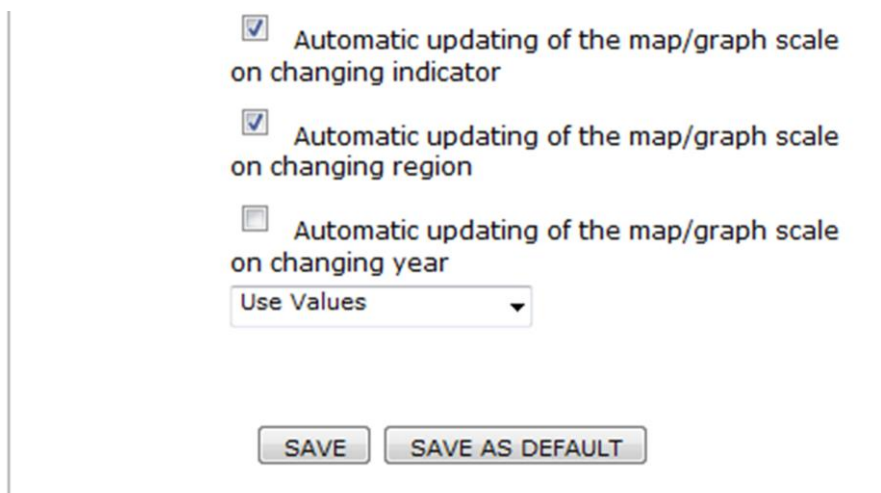 Automatic updating of the map/graph scale
on changing indicator
Automatic updating of the map/graph scale
on changing region
Automatic updating of the map/graph scale
on changing year
Use Values
SAVE SAVE AS DEFAULT